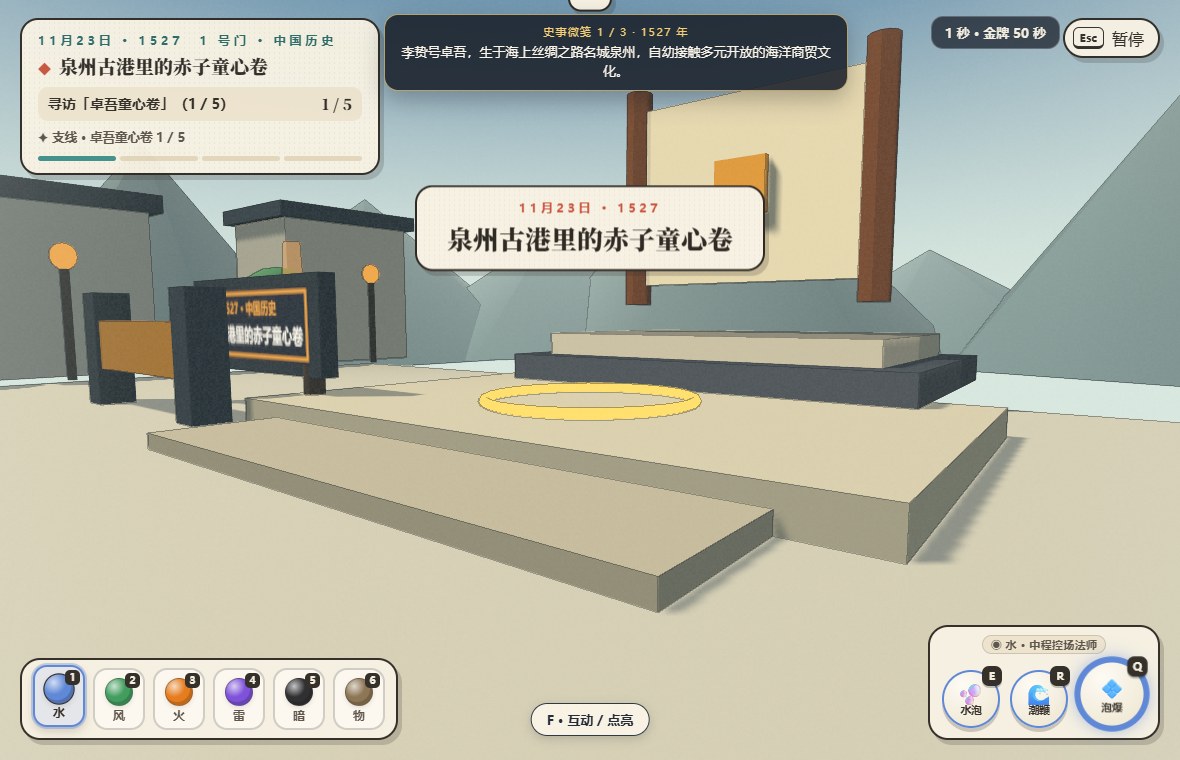 11月23日 • 1527 1 号门 • 中国历史
◆ 泉州古港里的赤子童心卷
寻访「卓吾童心卷」（1 / 5） 1 / 5
✦ 支线 • 卓吾童心卷 1 / 5
史事微笺 1 / 3 · 1527 年
李贽号卓吾，生于海上丝绸之路名城泉州，自幼接触多元开放的海洋商贸文
化。
1 秒 • 金牌 50 秒
Esc 暂停
11月23日 • 1527
泉州古港里的赤子童心卷
527 • 中国历史
港里的赤子童心卷
1 水
2 风
3 火
4 雷
5 暗
6 物
F • 互动 / 点亮
◉ 水 • 中程控场法师
E 水泡
R 潮鞭
Q 泡爆